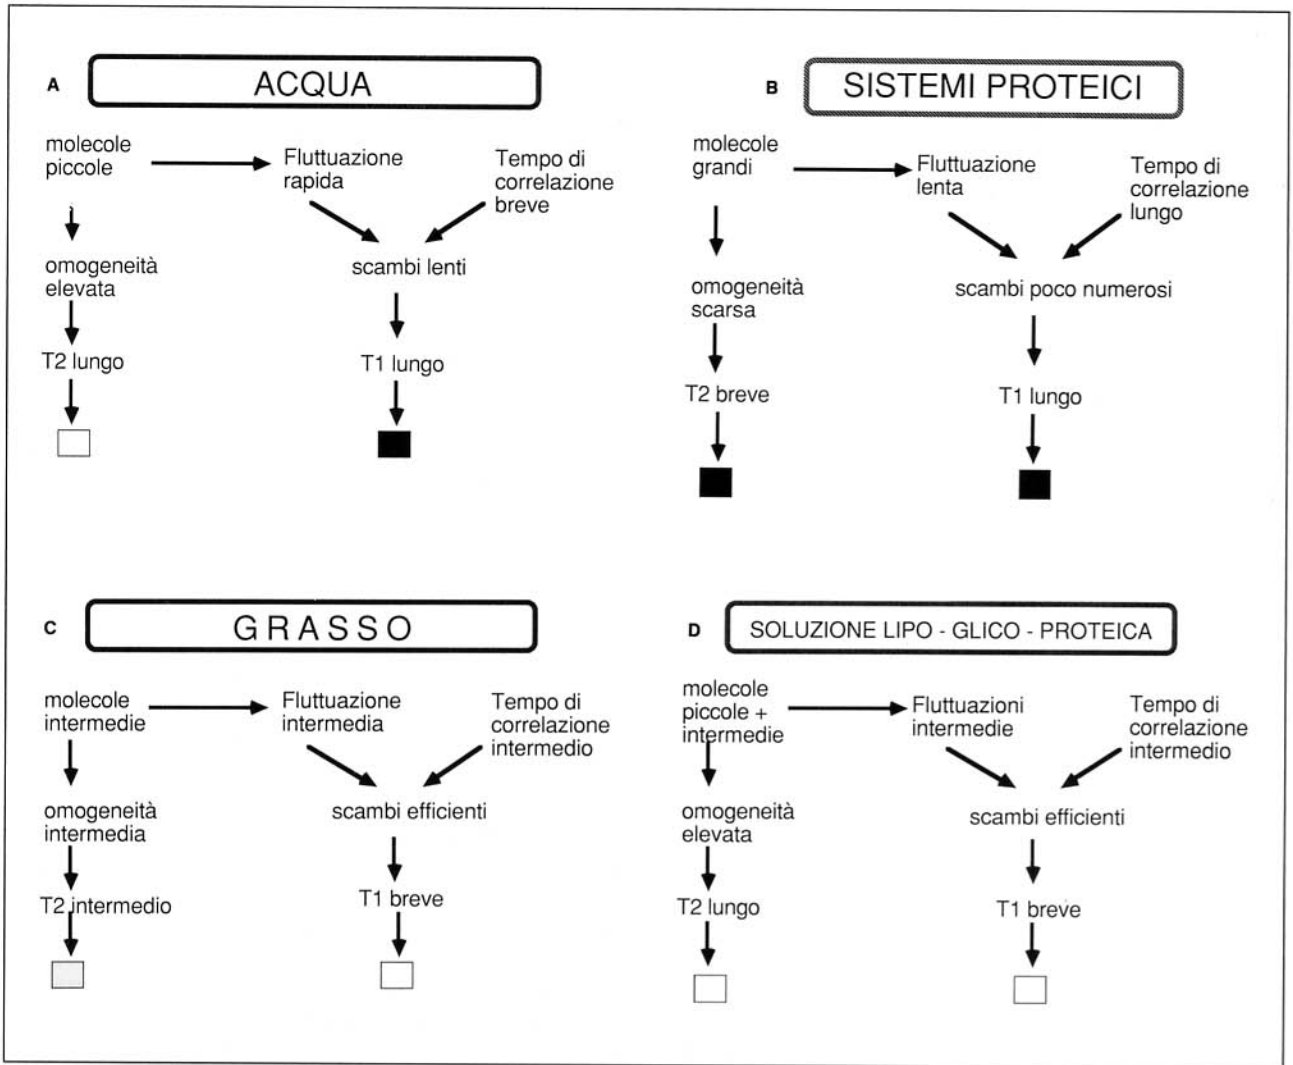 A
ACQUA
molecole
piccole
Fluttuazione
rapida
Tempo di
correlazione
breve
omogeneità
elevata
scambi lenti
T2 lungo
T1 lungo
B
SISTEMI PROTEICI
molecole
grandi
Fluttuazione
lenta
Tempo di
correlazione
lungo
omogeneità
scarsa
scambi poco numerosi
T2 breve
T1 lungo
C
GRASSO
molecole
intermedie
Fluttuazione
intermedia
Tempo di
correlazione
intermedio
omogeneità
intermedia
scambi efficienti
T2 intermedio
T1 breve
D
SOLUZIONE LIPO - GLICO - PROTEICA
molecole
piccole +
intermedie
Fluttuazioni
intermedie
Tempo di
correlazione
intermedio
omogeneità
elevata
scambi efficienti
T2 lungo
T1 breve